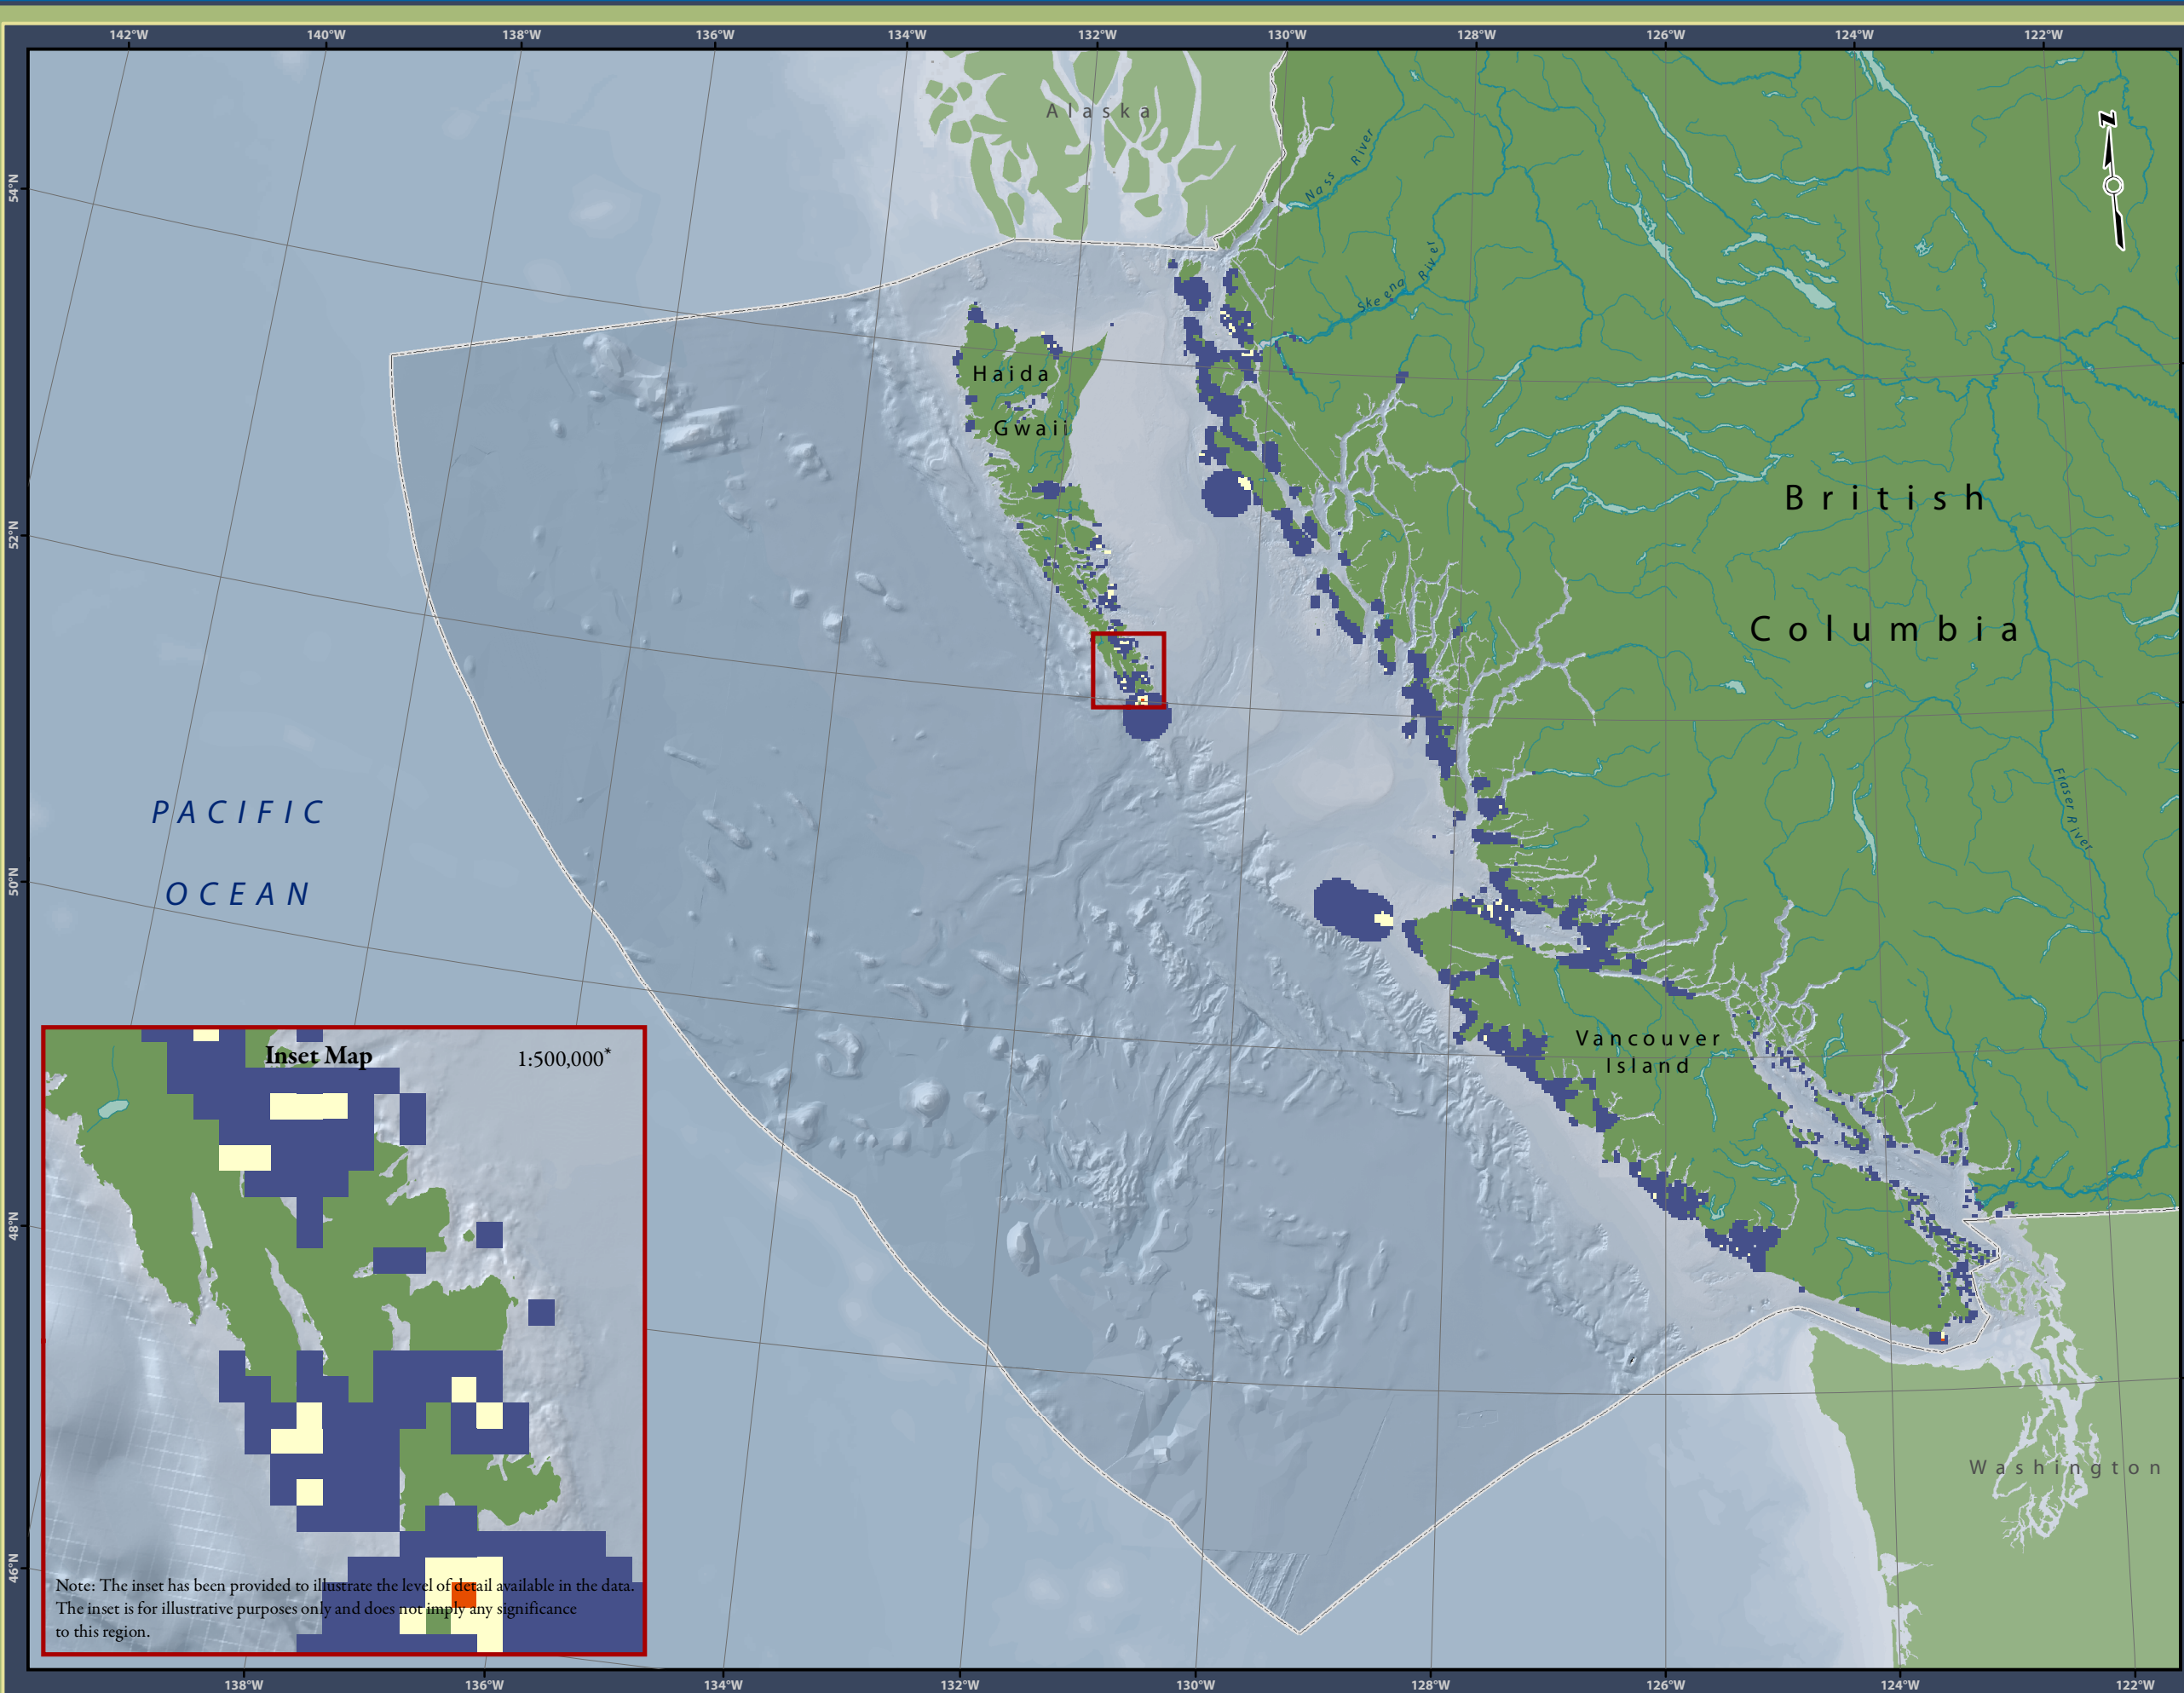 142°W 140°W 138°W 136°W 134°W 132°W 130°W 128°W 126°W 124°W 122°W
Alaska
Nass River
54°N
Skeena River
Haida
Gwaii
British
52°N
Columbia
PACIFIC
Fraser River
OCEAN
50°N
Vancouver
Island
Inset Map
1:500,000*
48°N
Washington
46°N
Note: The inset has been provided to illustrate the level of detail available in the data.
The inset is for illustrative purposes only and does not imply any significance
to this region.
138°W 136°W 134°W 132°W 130°W 128°W 126°W 124°W 122°W
N